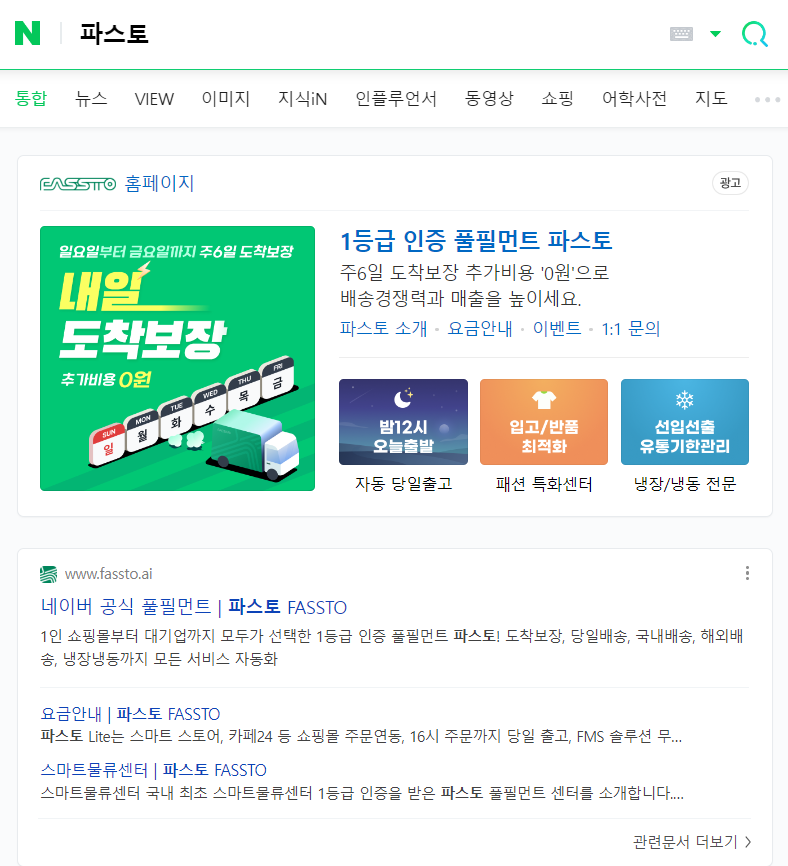 N 파스토
통합 뉴스 VIEW 이미지 지식iN 인플루언서 동영상 쇼핑 어학사전 지도
FASSTO 홈페이지 광고
일요일부터 금요일까지 주6일 도착보장
내일
도착보장
추가비용 0원
SUN 일
MON 월
TUE 화
WED 수
THU 목
FRI 금
1등급 인증 풀필먼트 파스토
주6일 도착보장 추가비용 '0원'으로
배송경쟁력과 매출을 높이세요.
파스토 소개 · 요금안내 · 이벤트 · 1:1 문의
밤12시
오늘출발
자동 당일출고
입고/반품
최적화
패션 특화센터
선입선출
유통기한관리
냉장/냉동 전문
www.fassto.ai
네이버 공식 풀필먼트 | 파스토 FASSTO
1인 쇼핑몰부터 대기업까지 모두가 선택한 1등급 인증 풀필먼트 파스토! 도착보장, 당일배송, 국내배송, 해외배
송, 냉장냉동까지 모든 서비스 자동화
요금안내 | 파스토 FASSTO
파스토 Lite는 스마트 스토어, 카페24 등 쇼핑몰 주문연동, 16시 주문까지 당일 출고, FMS 솔루션 무...
스마트물류센터 | 파스토 FASSTO
스마트물류센터 국내 최초 스마트물류센터 1등급 인증을 받은 파스토 풀필먼트 센터를 소개합니다....
관련문서 더보기